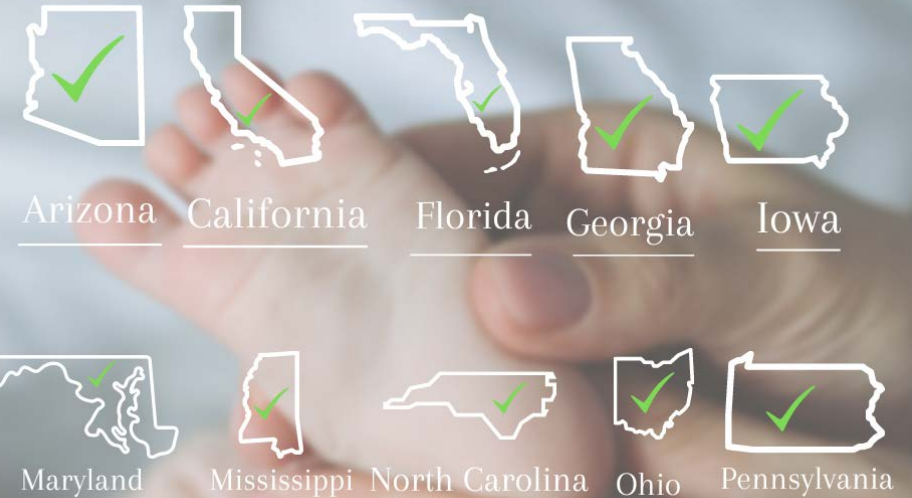 Arizona California Florida Georgia Iowa
Maryland Mississippi North Carolina Ohio Pennsylvania